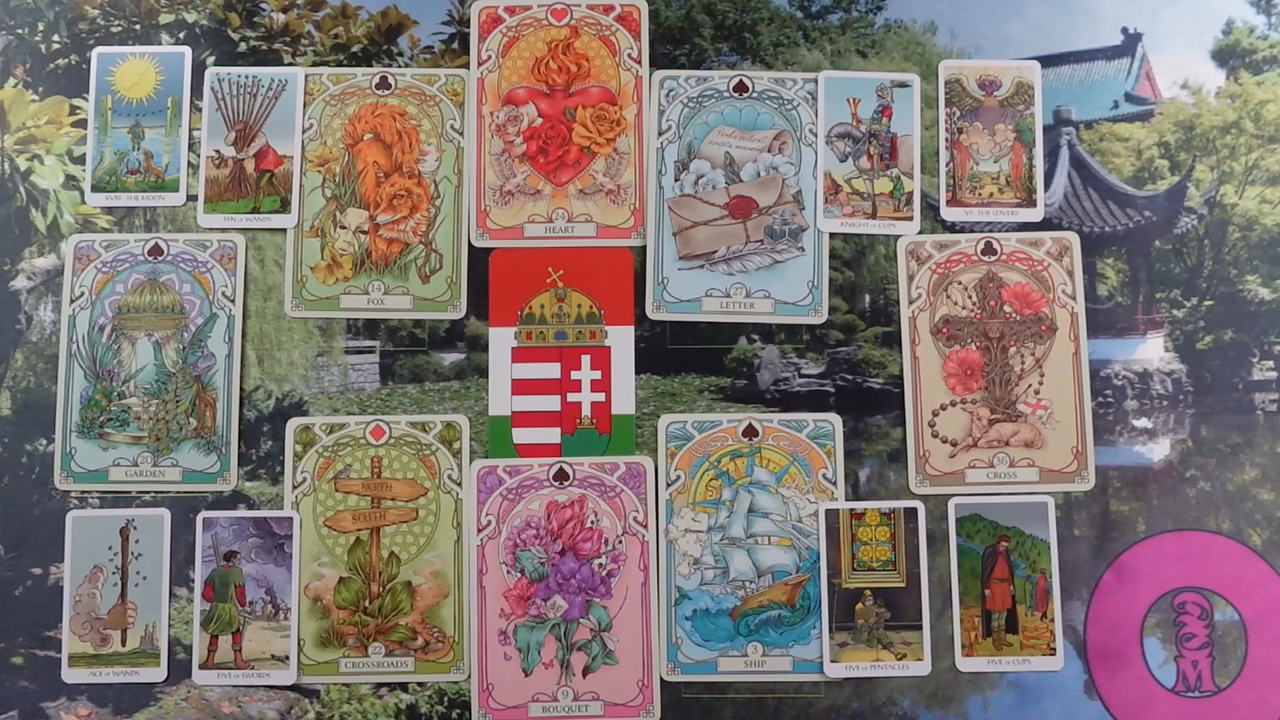 24
HEART
XVIII · THE MOON
TEN OF WANDS
14
FOX
27
LETTER
KNIGHT OF CUPS
VI · THE LOVERS
20
GARDEN
36
CROSS
NORTH
SOUTH
22
CROSSROADS
ACE OF WANDS
FIVE OF SWORDS
9
BOUQUET
3
SHIP
FIVE OF PENTACLES
FIVE OF CUPS